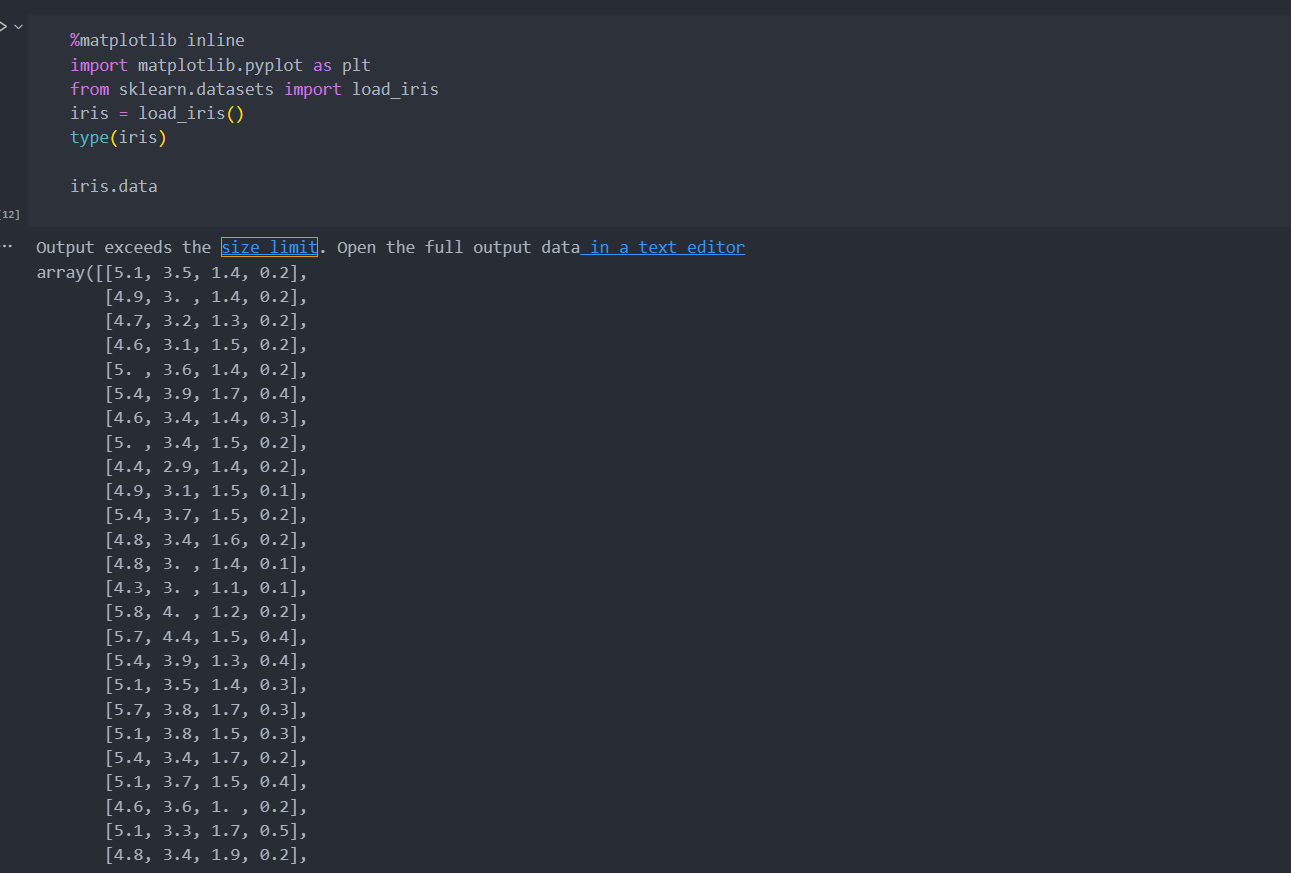 %matplotlib inline
import matplotlib.pyplot as plt
from sklearn.datasets import load_iris
iris = load_iris()
type(iris)
iris.data
[12]
Output exceeds the size limit. Open the full output data in a text editor
array([[5.1, 3.5, 1.4, 0.2],
[4.9, 3. , 1.4, 0.2],
[4.7, 3.2, 1.3, 0.2],
[4.6, 3.1, 1.5, 0.2],
[5. , 3.6, 1.4, 0.2],
[5.4, 3.9, 1.7, 0.4],
[4.6, 3.4, 1.4, 0.3],
[5. , 3.4, 1.5, 0.2],
[4.4, 2.9, 1.4, 0.2],
[4.9, 3.1, 1.5, 0.1],
[5.4, 3.7, 1.5, 0.2],
[4.8, 3.4, 1.6, 0.2],
[4.8, 3. , 1.4, 0.1],
[4.3, 3. , 1.1, 0.1],
[5.8, 4. , 1.2, 0.2],
[5.7, 4.4, 1.5, 0.4],
[5.4, 3.9, 1.3, 0.4],
[5.1, 3.5, 1.4, 0.3],
[5.7, 3.8, 1.7, 0.3],
[5.1, 3.8, 1.5, 0.3],
[5.4, 3.4, 1.7, 0.2],
[5.1, 3.7, 1.5, 0.4],
[4.6, 3.6, 1. , 0.2],
[5.1, 3.3, 1.7, 0.5],
[4.8, 3.4, 1.9, 0.2],